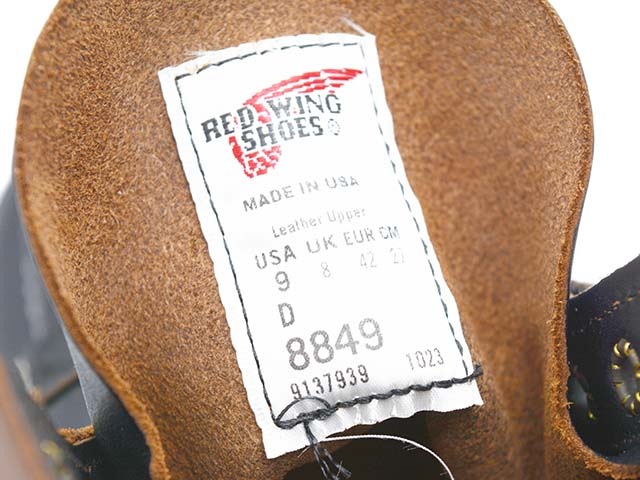 RED WING
SHOES®
MADE IN USA
Leather Upper
USA UK EUR CM
9 8 42 27
D
8849
9137939 1023